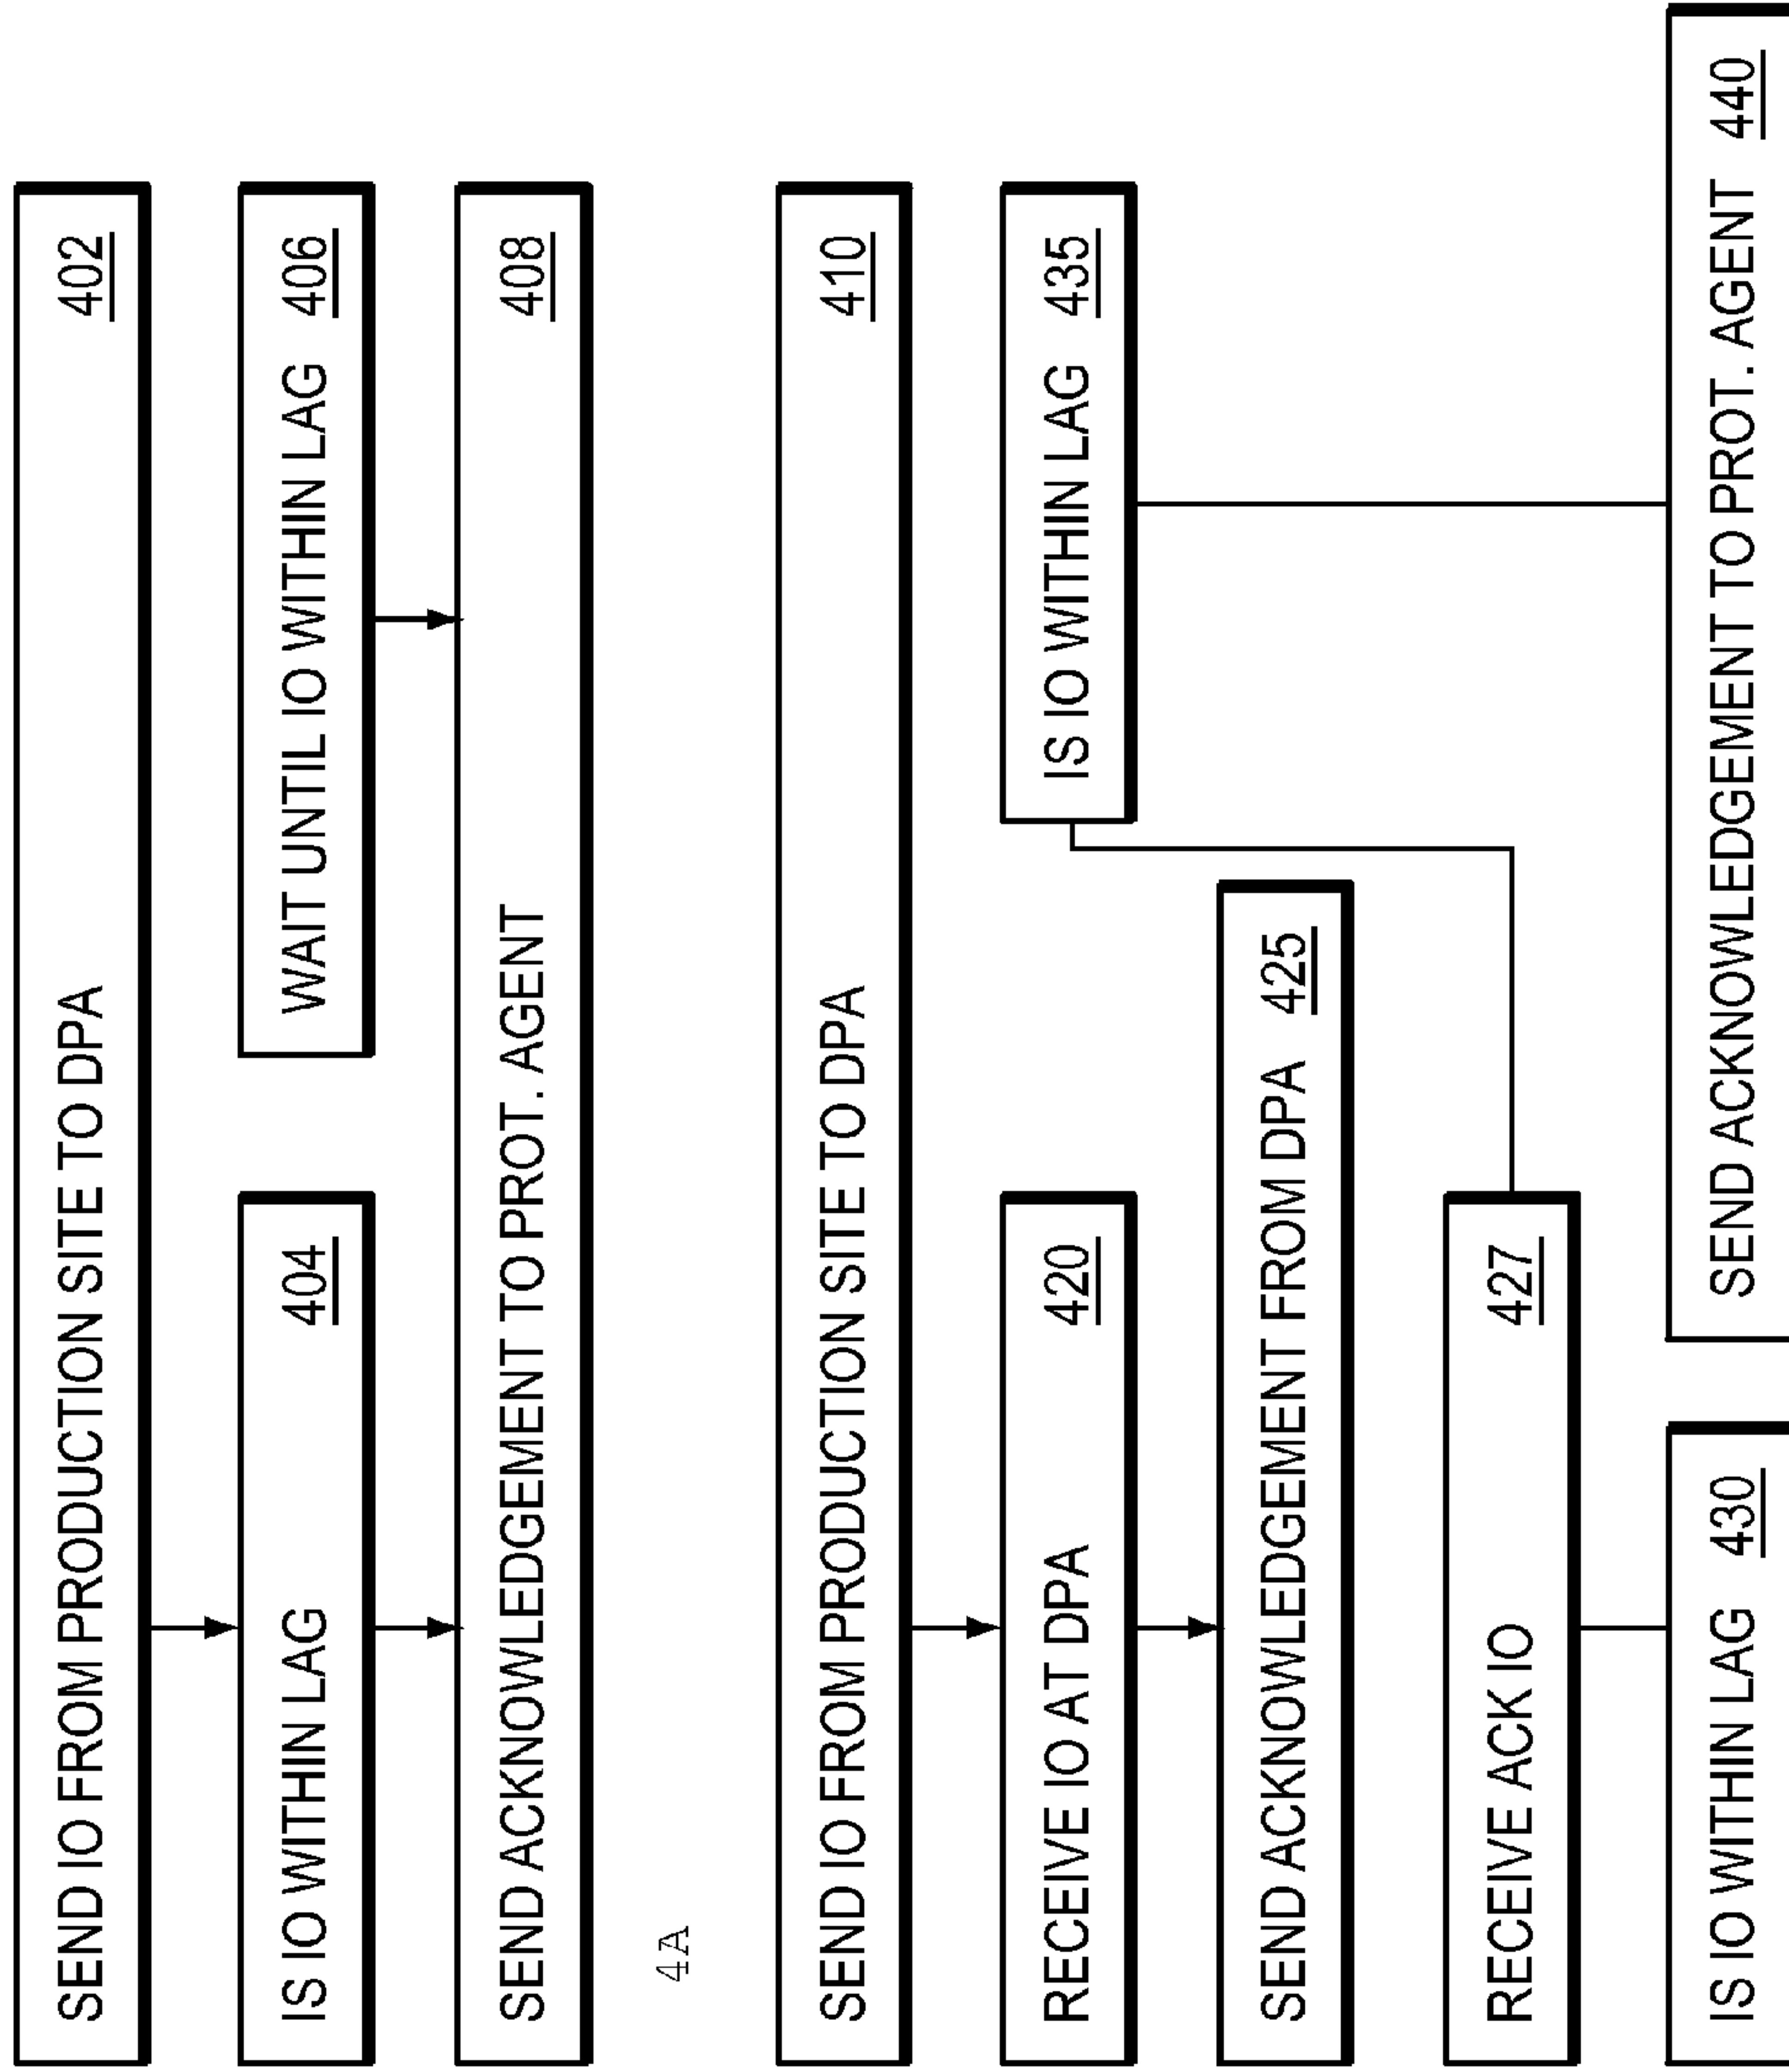 SEND IO FROM PRODUCTION SITE TO DPA 402
IS IO WITHIN LAG 404
WAIT UNTIL IO WITHIN LAG 406
SEND ACKNOWLEDGEMENT TO PROT. AGENT 408
4A
SEND IO FROM PRODUCTION SITE TO DPA 410
RECEIVE IO AT DPA 420
IS IO WITHIN LAG 435
SEND ACKNOWLEDGEMENT FROM DPA 425
RECEIVE ACK IO 427
IS IO WITHIN LAG 430
SEND ACKNOWLEDGEMENT TO PROT. AGENT 440